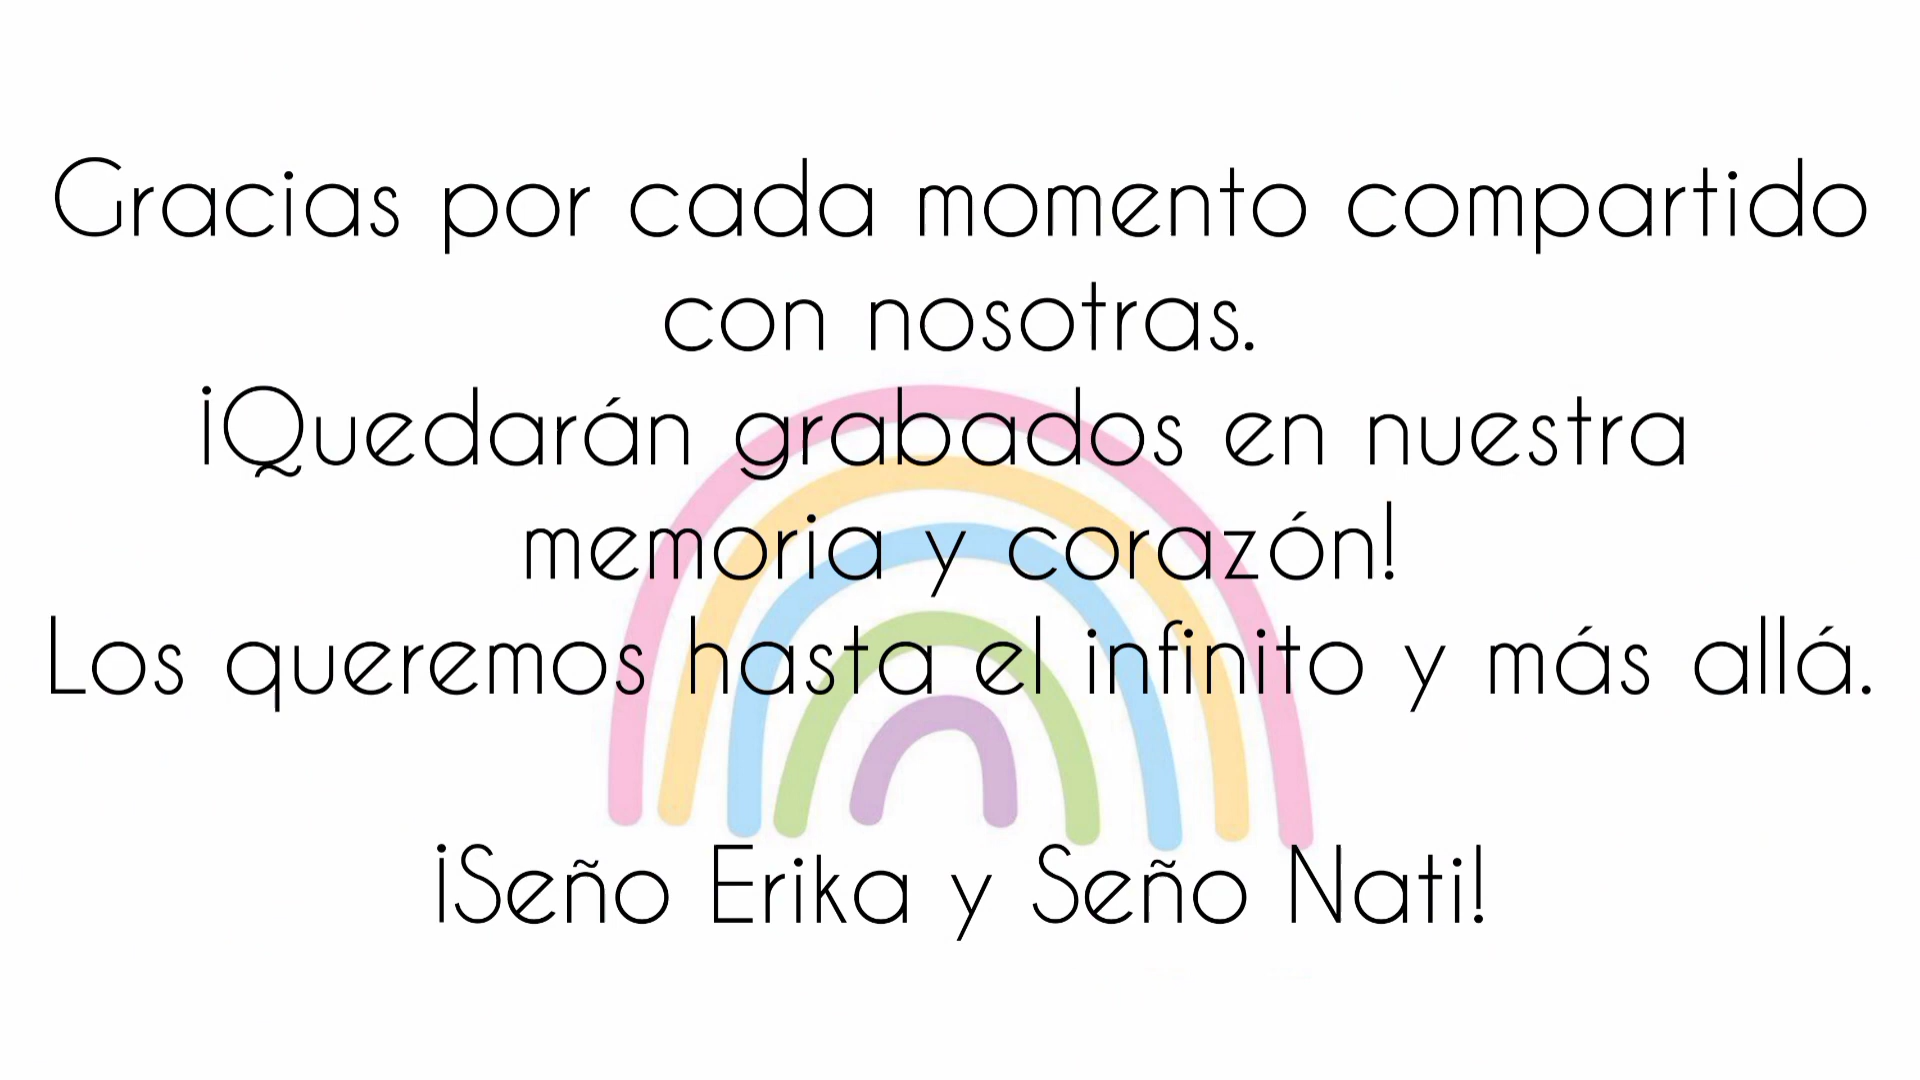 Gracias por cada momento compartido
con nosotras.
¡Quedarán grabados en nuestra
memoria y corazón!
Los queremos hasta el infinito y más allá.
¡Seño Erika y Seño Nati!